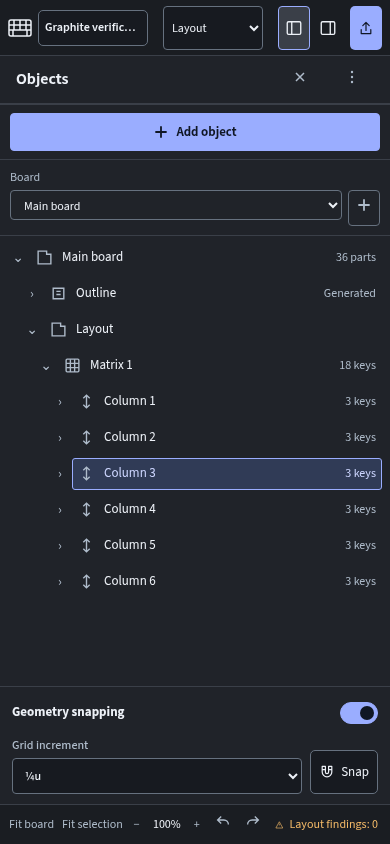 Graphite verific...
Layout
Objects
Add object
Board
Main board
Main board 36 parts
Outline Generated
Layout
Matrix 1 18 keys
Column 1 3 keys
Column 2 3 keys
Column 3 3 keys
Column 4 3 keys
Column 5 3 keys
Column 6 3 keys
Geometry snapping
Grid increment
¼u
Snap
Fit board Fit selection − 100% + Layout findings: 0